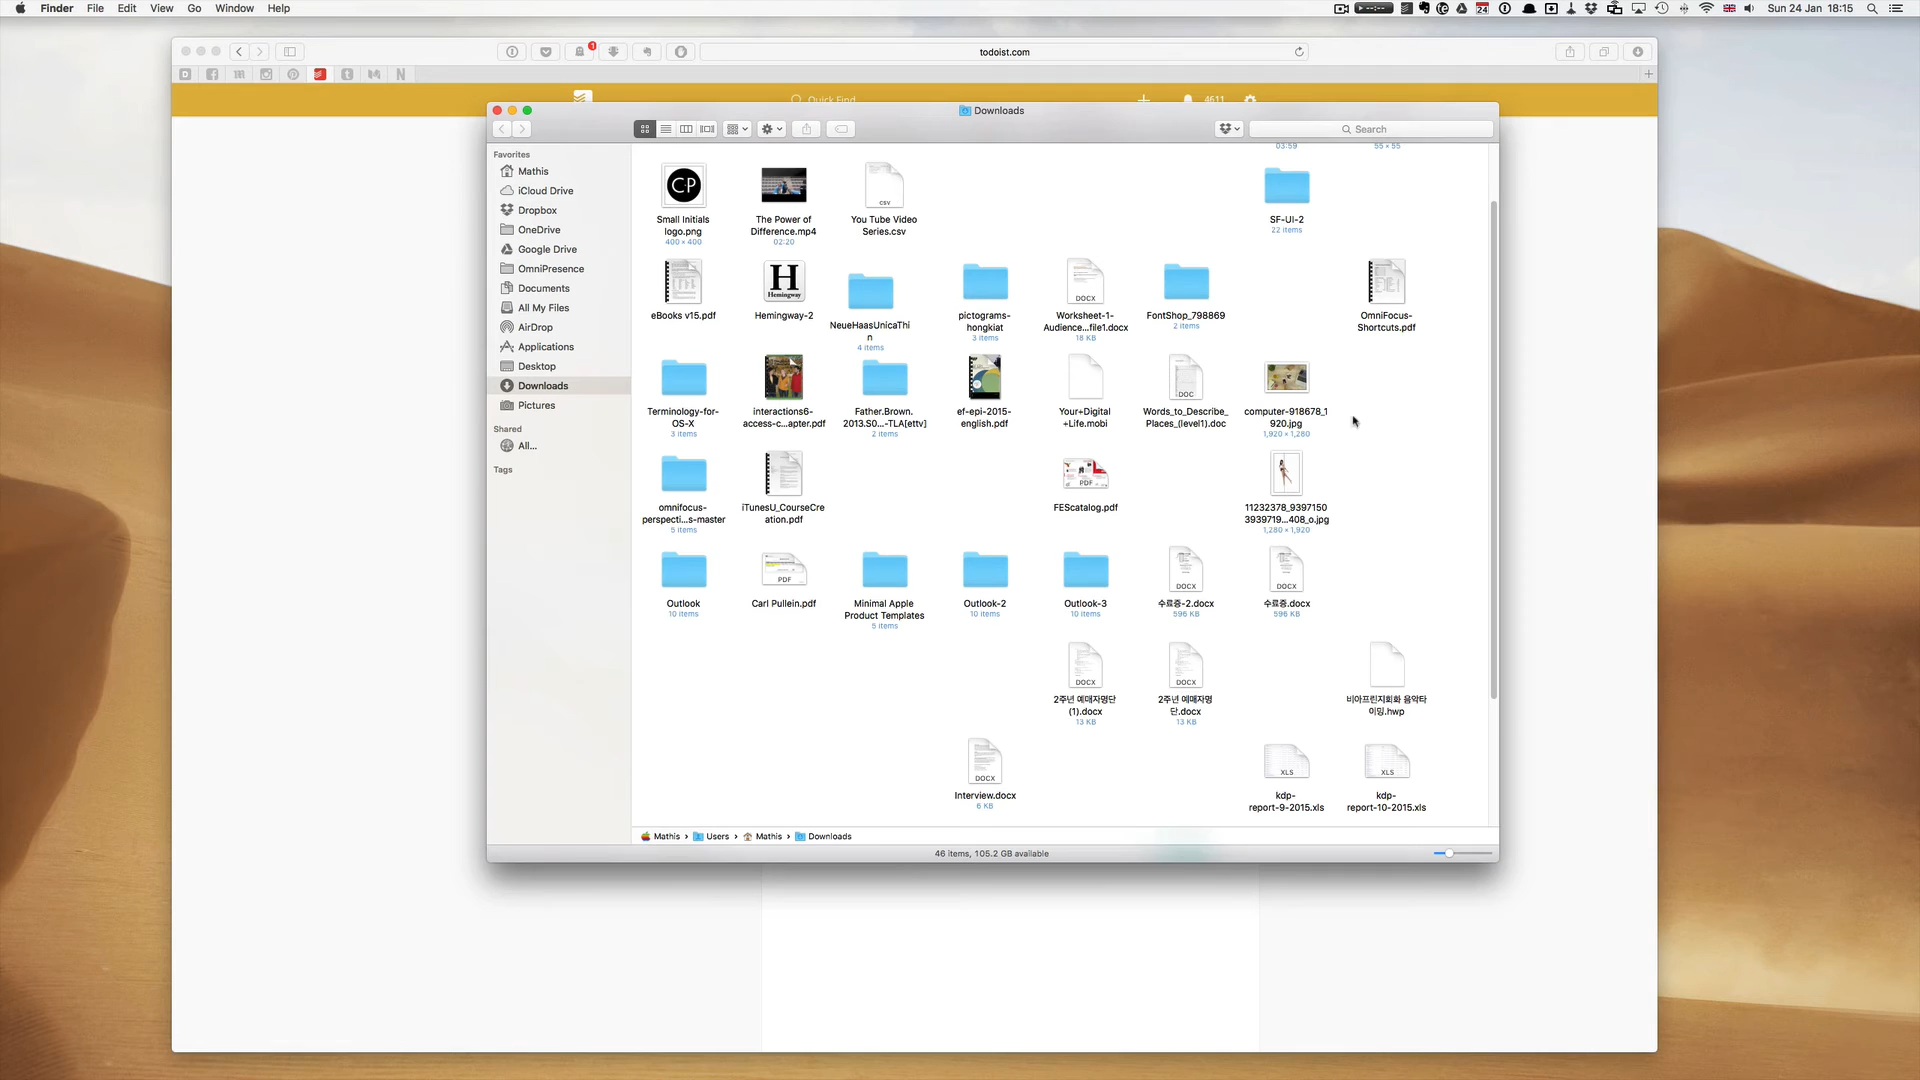 Finder File Edit View Go Window Help
24
Sun 24 Jan 18:15
1
todoist.com
Quick Find
4611
Downloads
Search
Favorites
Mathis
iCloud Drive
Dropbox
OneDrive
Google Drive
OmniPresence
Documents
All My Files
AirDrop
Applications
Desktop
Downloads
Pictures
Shared
All...
Tags
03:59
55 × 55
C·P
Small Initials
logo.png
400 × 400
The Power of
Difference.mp4
02:20
CSV
You Tube Video
Series.csv
SF-UI-2
22 items
eBooks v15.pdf
H
Hemingway
Hemingway-2
NeueHaasUnicaThi
n
4 items
pictograms-
hongkiat
3 items
DOCX
Worksheet-1-
Audience...file1.docx
18 KB
FontShop_798869
2 items
OmniFocus-
Shortcuts.pdf
Terminology-for-
OS-X
3 items
interactions6-
access-c...apter.pdf
Father.Brown.
2013.S0...-TLA[ettv]
2 items
ef-epi-2015-
english.pdf
Your+Digital
+Life.mobi
DOC
Words_to_Describe_
Places_(level1).doc
computer-918678_1
920.jpg
1,920 × 1,280
omnifocus-
perspecti...s-master
5 items
iTunesU_CourseCre
ation.pdf
PDF
FEScatalog.pdf
11232378_9397150
3939719...408_o.jpg
1,280 × 1,920
Outlook
10 items
PDF
Carl Pullein.pdf
Minimal Apple
Product Templates
5 items
Outlook-2
10 items
Outlook-3
10 items
DOCX
수료증-2.docx
596 KB
DOCX
수료증.docx
596 KB
DOCX
2주년 예매자명단
(1).docx
13 KB
DOCX
2주년 예매자명
단.docx
13 KB
비아프린지회화 음악타
이밍.hwp
DOCX
Interview.docx
6 KB
XLS
kdp-
report-9-2015.xls
XLS
kdp-
report-10-2015.xls
Mathis › Users › Mathis › Downloads
46 items, 105.2 GB available